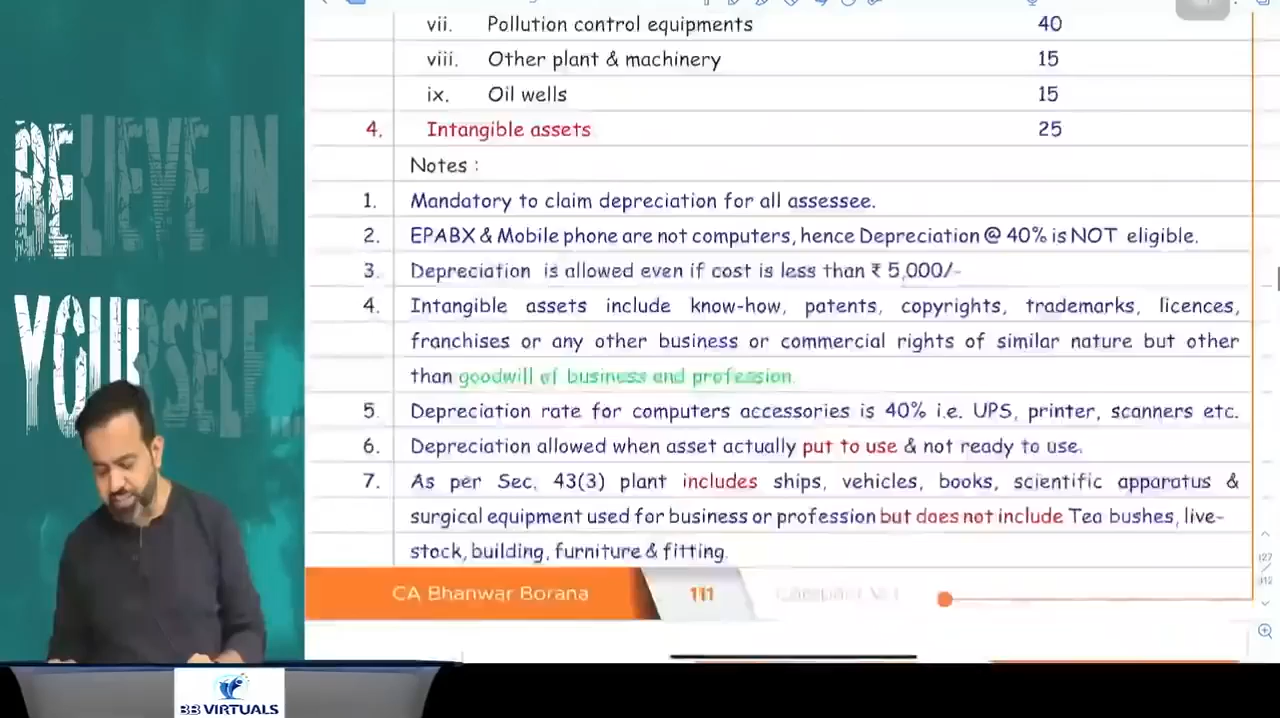 BELIEVE IN
YOURSELF
vii. Pollution control equipments 40
viii. Other plant & machinery 15
ix. Oil wells 15
4. Intangible assets 25
Notes :
1. Mandatory to claim depreciation for all assessee.
2. EPABX & Mobile phone are not computers, hence Depreciation @ 40% is NOT eligible.
3. Depreciation is allowed even if cost is less than ₹ 5,000/-
4. Intangible assets include know-how, patents, copyrights, trademarks, licences,
franchises or any other business or commercial rights of similar nature but other
than goodwill of business and profession.
5. Depreciation rate for computers accessories is 40% i.e. UPS, printer, scanners etc.
6. Depreciation allowed when asset actually put to use & not ready to use.
7. As per Sec. 43(3) plant includes ships, vehicles, books, scientific apparatus &
surgical equipment used for business or profession but does not include Tea bushes, live-
stock, building, furniture & fitting.
CA Bhanwar Borana 111
127
BB VIRTUALS